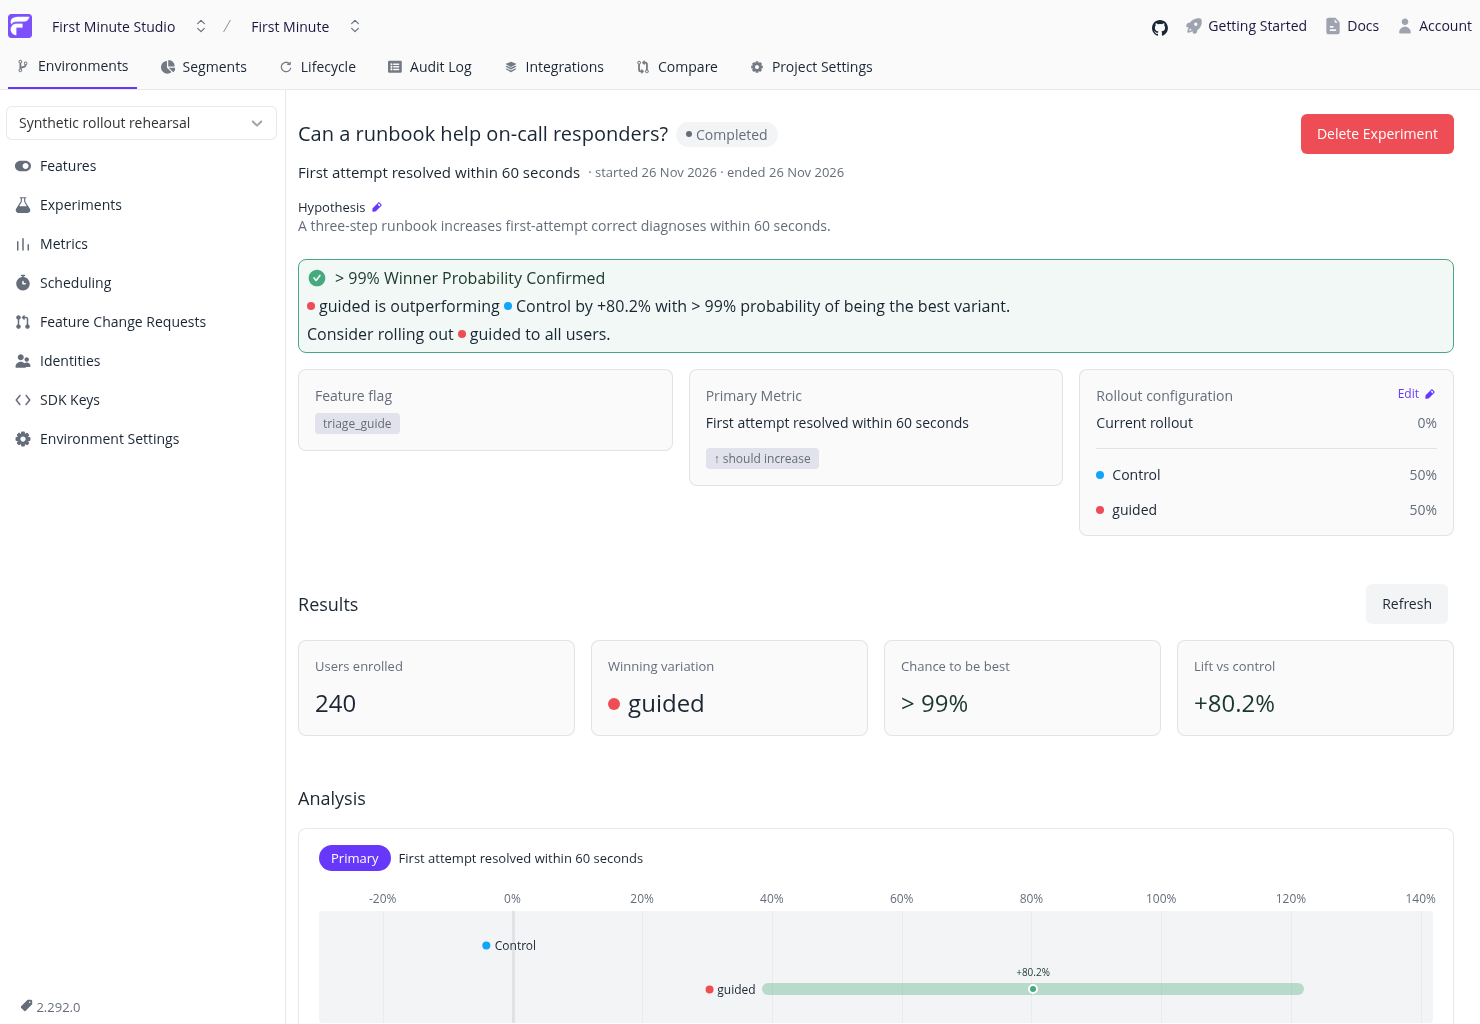 First Minute Studio / First Minute
Getting Started Docs Account
Environments Segments Lifecycle Audit Log Integrations Compare Project Settings
Synthetic rollout rehearsal
Features
Experiments
Metrics
Scheduling
Feature Change Requests
Identities
SDK Keys
Environment Settings
2.292.0
Can a runbook help on-call responders? Completed
Delete Experiment
First attempt resolved within 60 seconds · started 26 Nov 2026 · ended 26 Nov 2026
Hypothesis
A three-step runbook increases first-attempt correct diagnoses within 60 seconds.
> 99% Winner Probability Confirmed
guided is outperforming Control by +80.2% with > 99% probability of being the best variant.
Consider rolling out guided to all users.
Feature flag
triage_guide
Primary Metric
First attempt resolved within 60 seconds
↑ should increase
Rollout configuration Edit
Current rollout 0%
Control 50%
guided 50%
Results
Refresh
Users enrolled
240
Winning variation
guided
Chance to be best
> 99%
Lift vs control
+80.2%
Analysis
Primary First attempt resolved within 60 seconds
-20% 0% 20% 40% 60% 80% 100% 120% 140%
Control
+80.2%
guided